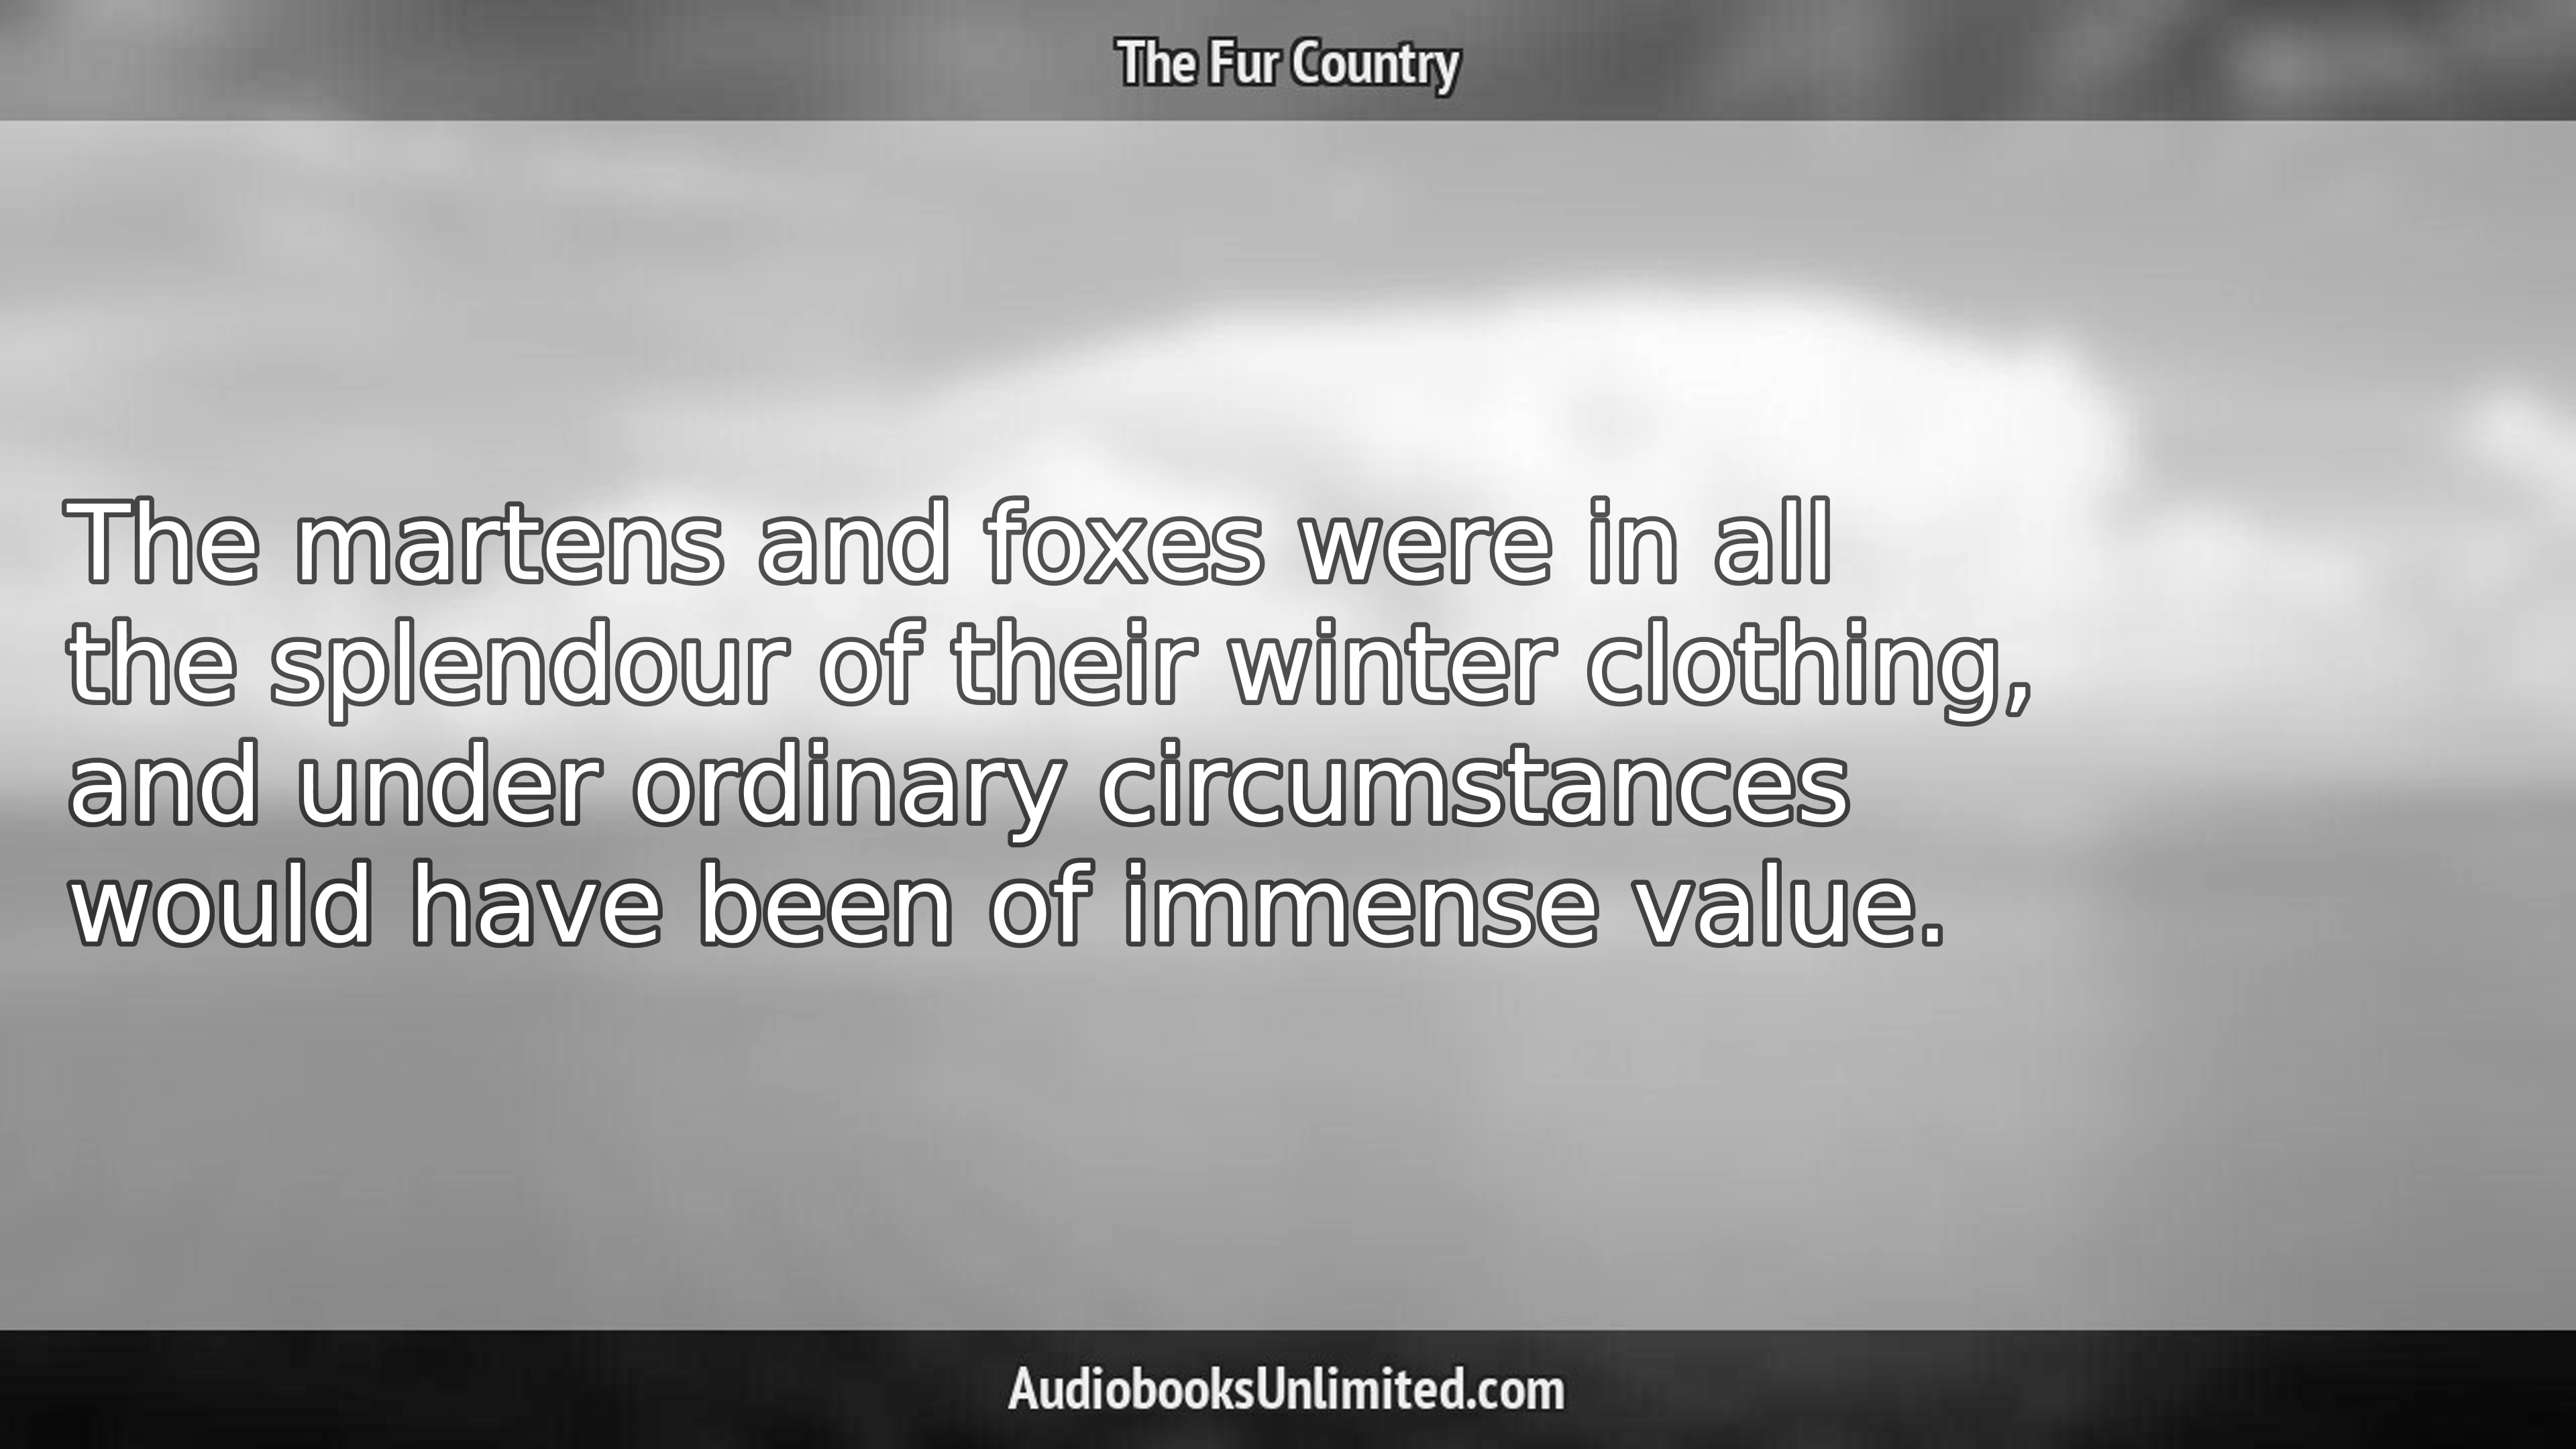 The Fur Country
The martens and foxes were in all
the splendour of their winter clothing,
and under ordinary circumstances
would have been of immense value.
AudiobooksUnlimited.com